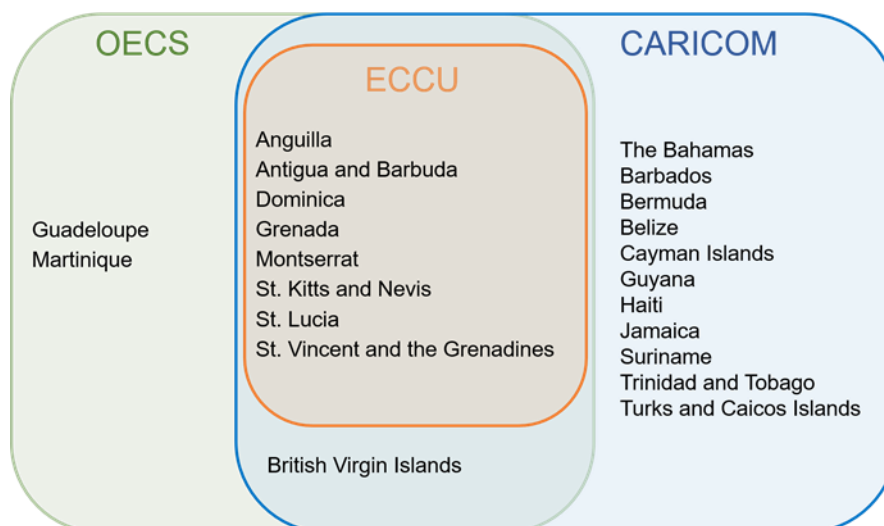 OECS
Guadeloupe
Martinique
ECCU
Anguilla
Antigua and Barbuda
Dominica
Grenada
Montserrat
St. Kitts and Nevis
St. Lucia
St. Vincent and the Grenadines
British Virgin Islands
CARICOM
The Bahamas
Barbados
Bermuda
Belize
Cayman Islands
Guyana
Haiti
Jamaica
Suriname
Trinidad and Tobago
Turks and Caicos Islands